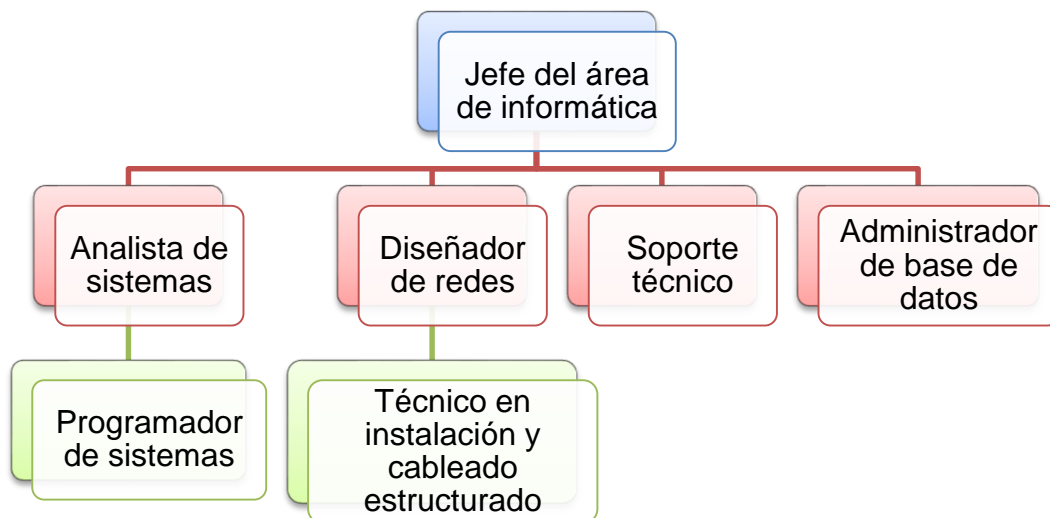 Jefe del área
de informática
Analista de
sistemas
Diseñador
de redes
Soporte
técnico
Administrador
de base de
datos
Programador
de sistemas
Técnico en
instalación y
cableado
estructurado